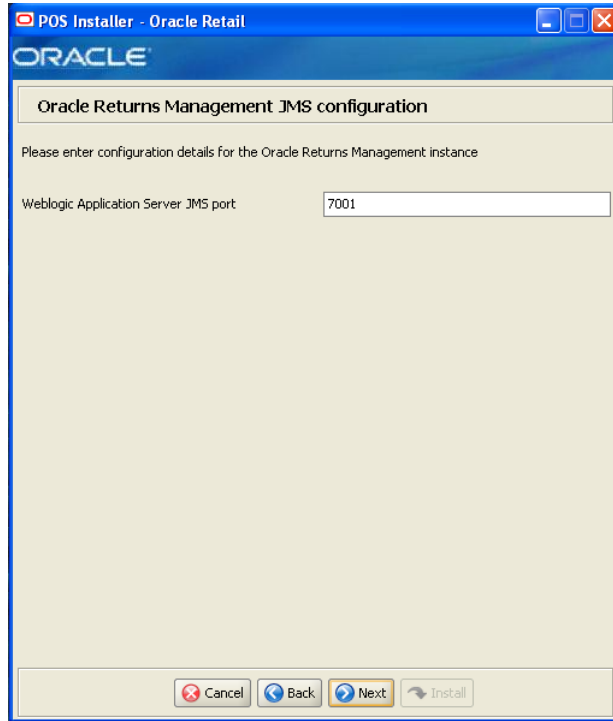 POS Installer - Oracle Retail
ORACLE
Oracle Returns Management JMS configuration
Please enter configuration details for the Oracle Returns Management instance
Weblogic Application Server JMS port 7001
Cancel Back Next Install